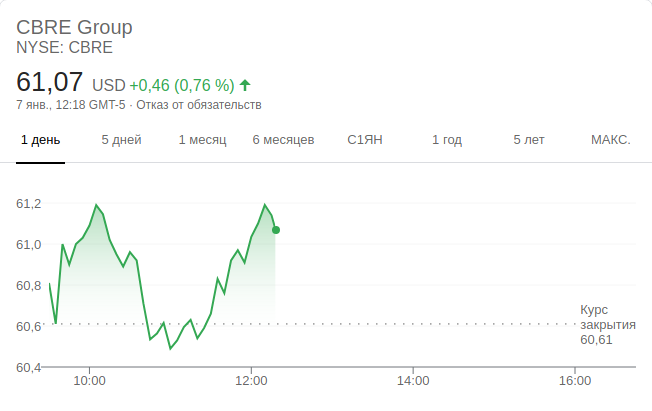 CBRE Group
NYSE: CBRE
61,07 USD +0,46 (0,76 %)
7 янв., 12:18 GMT-5 · Отказ от обязательств
1 день 5 дней 1 месяц 6 месяцев С1ЯН 1 год 5 лет МАКС.
61,2
61,0
60,8
60,6
60,4
Курс
закрытия
60,61
10:00 12:00 14:00 16:00